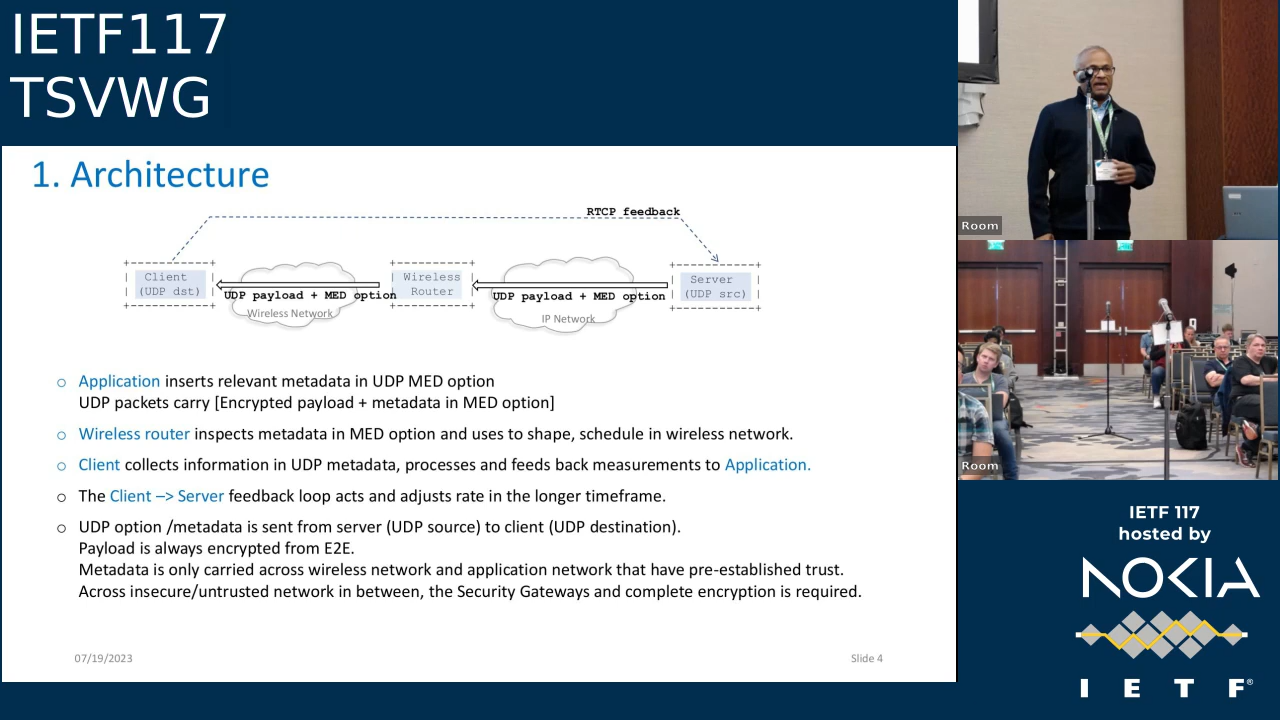 IETF117
TSVWG
1. Architecture
RTCP feedback
Client
(UDP dst)
Wireless
Router
Server
(UDP src)
UDP payload + MED option
UDP payload + MED option
Wireless Network
IP Network
o Application inserts relevant metadata in UDP MED option
UDP packets carry [Encrypted payload + metadata in MED option]
o Wireless router inspects metadata in MED option and uses to shape, schedule in wireless network.
o Client collects information in UDP metadata, processes and feeds back measurements to Application.
o The Client –> Server feedback loop acts and adjusts rate in the longer timeframe.
o UDP option /metadata is sent from server (UDP source) to client (UDP destination).
Payload is always encrypted from E2E.
Metadata is only carried across wireless network and application network that have pre-established trust.
Across insecure/untrusted network in between, the Security Gateways and complete encryption is required.
07/19/2023
Slide 4
Room
Room
IETF 117
hosted by
NOKIA
I E T F®